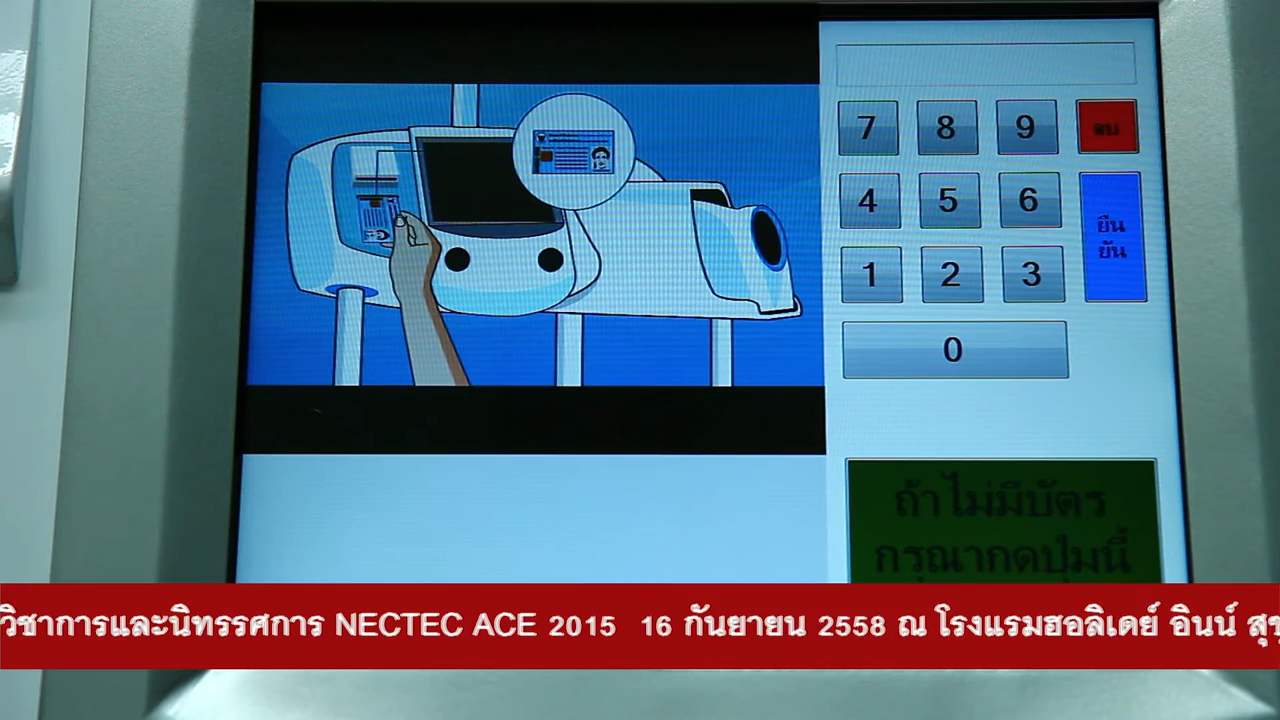 7 8 9 ลบ
4 5 6 ยืน
ยัน
1 2 3
0
ถ้าไม่มีบัตร
กรุณากดปุ่มนี้
วิชาการและนิทรรศการ NECTEC ACE 2015 16 กันยายน 2558 ณ โรงแรมฮอลิเดย์ อินน์